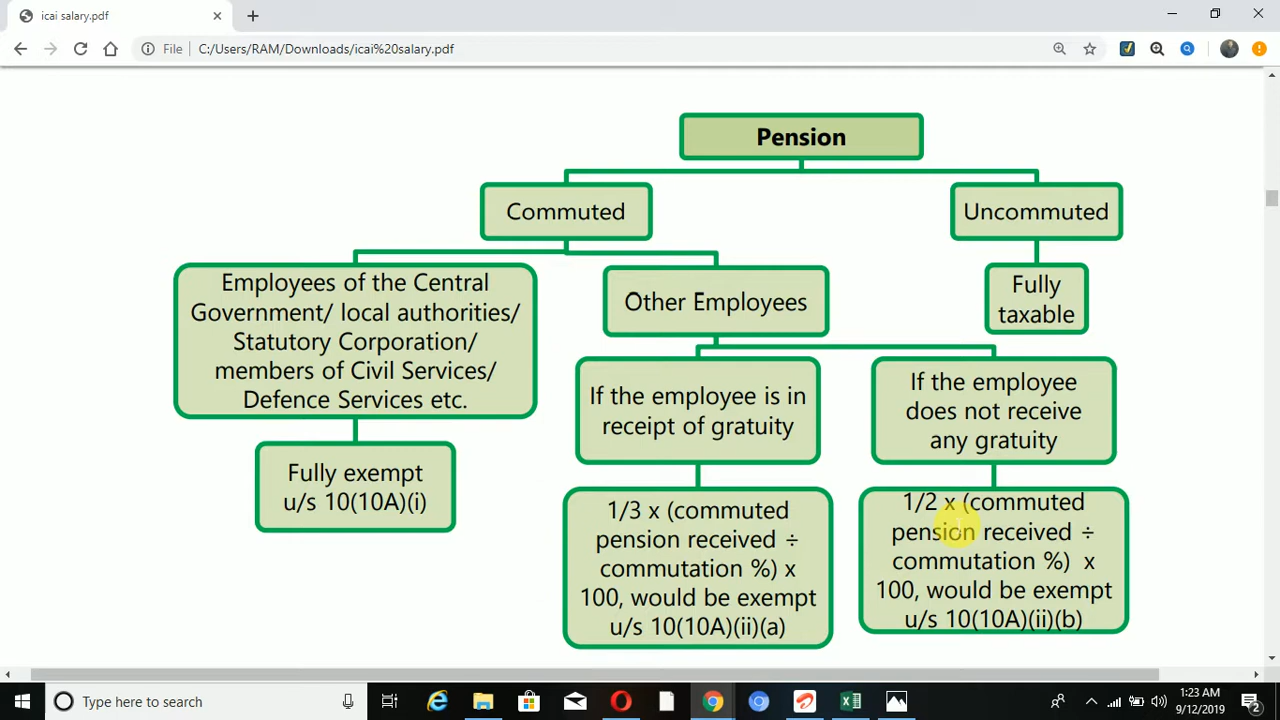 icai salary.pdf
File
C:/Users/RAM/Downloads/icai%20salary.pdf
Pension
Commuted
Uncommuted
Employees of the Central
Government/ local authorities/
Statutory Corporation/
members of Civil Services/
Defence Services etc.
Other Employees
Fully
taxable
If the employee is in
receipt of gratuity
If the employee
does not receive
any gratuity
Fully exempt
u/s 10(10A)(i)
1/3 x (commuted
pension received ÷
commutation %) x
100, would be exempt
u/s 10(10A)(ii)(a)
1/2 x (commuted
pension received ÷
commutation %) x
100, would be exempt
u/s 10(10A)(ii)(b)
Type here to search
1:23 AM
9/12/2019
2